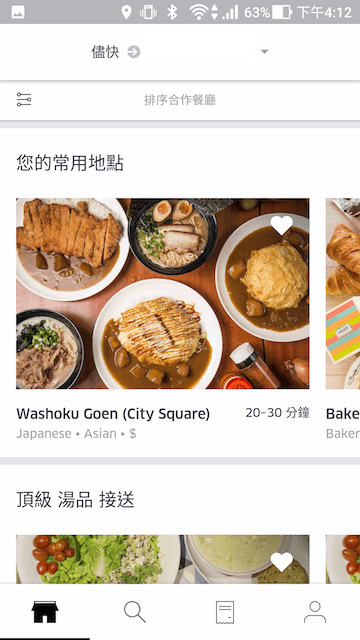 63% 下午4:12
儘快
排序合作餐廳
您的常用地點
Washoku Goen (City Square) 20–30 分鐘 Bake
Japanese • Asian • $ Baker
頂級 湯品 接送